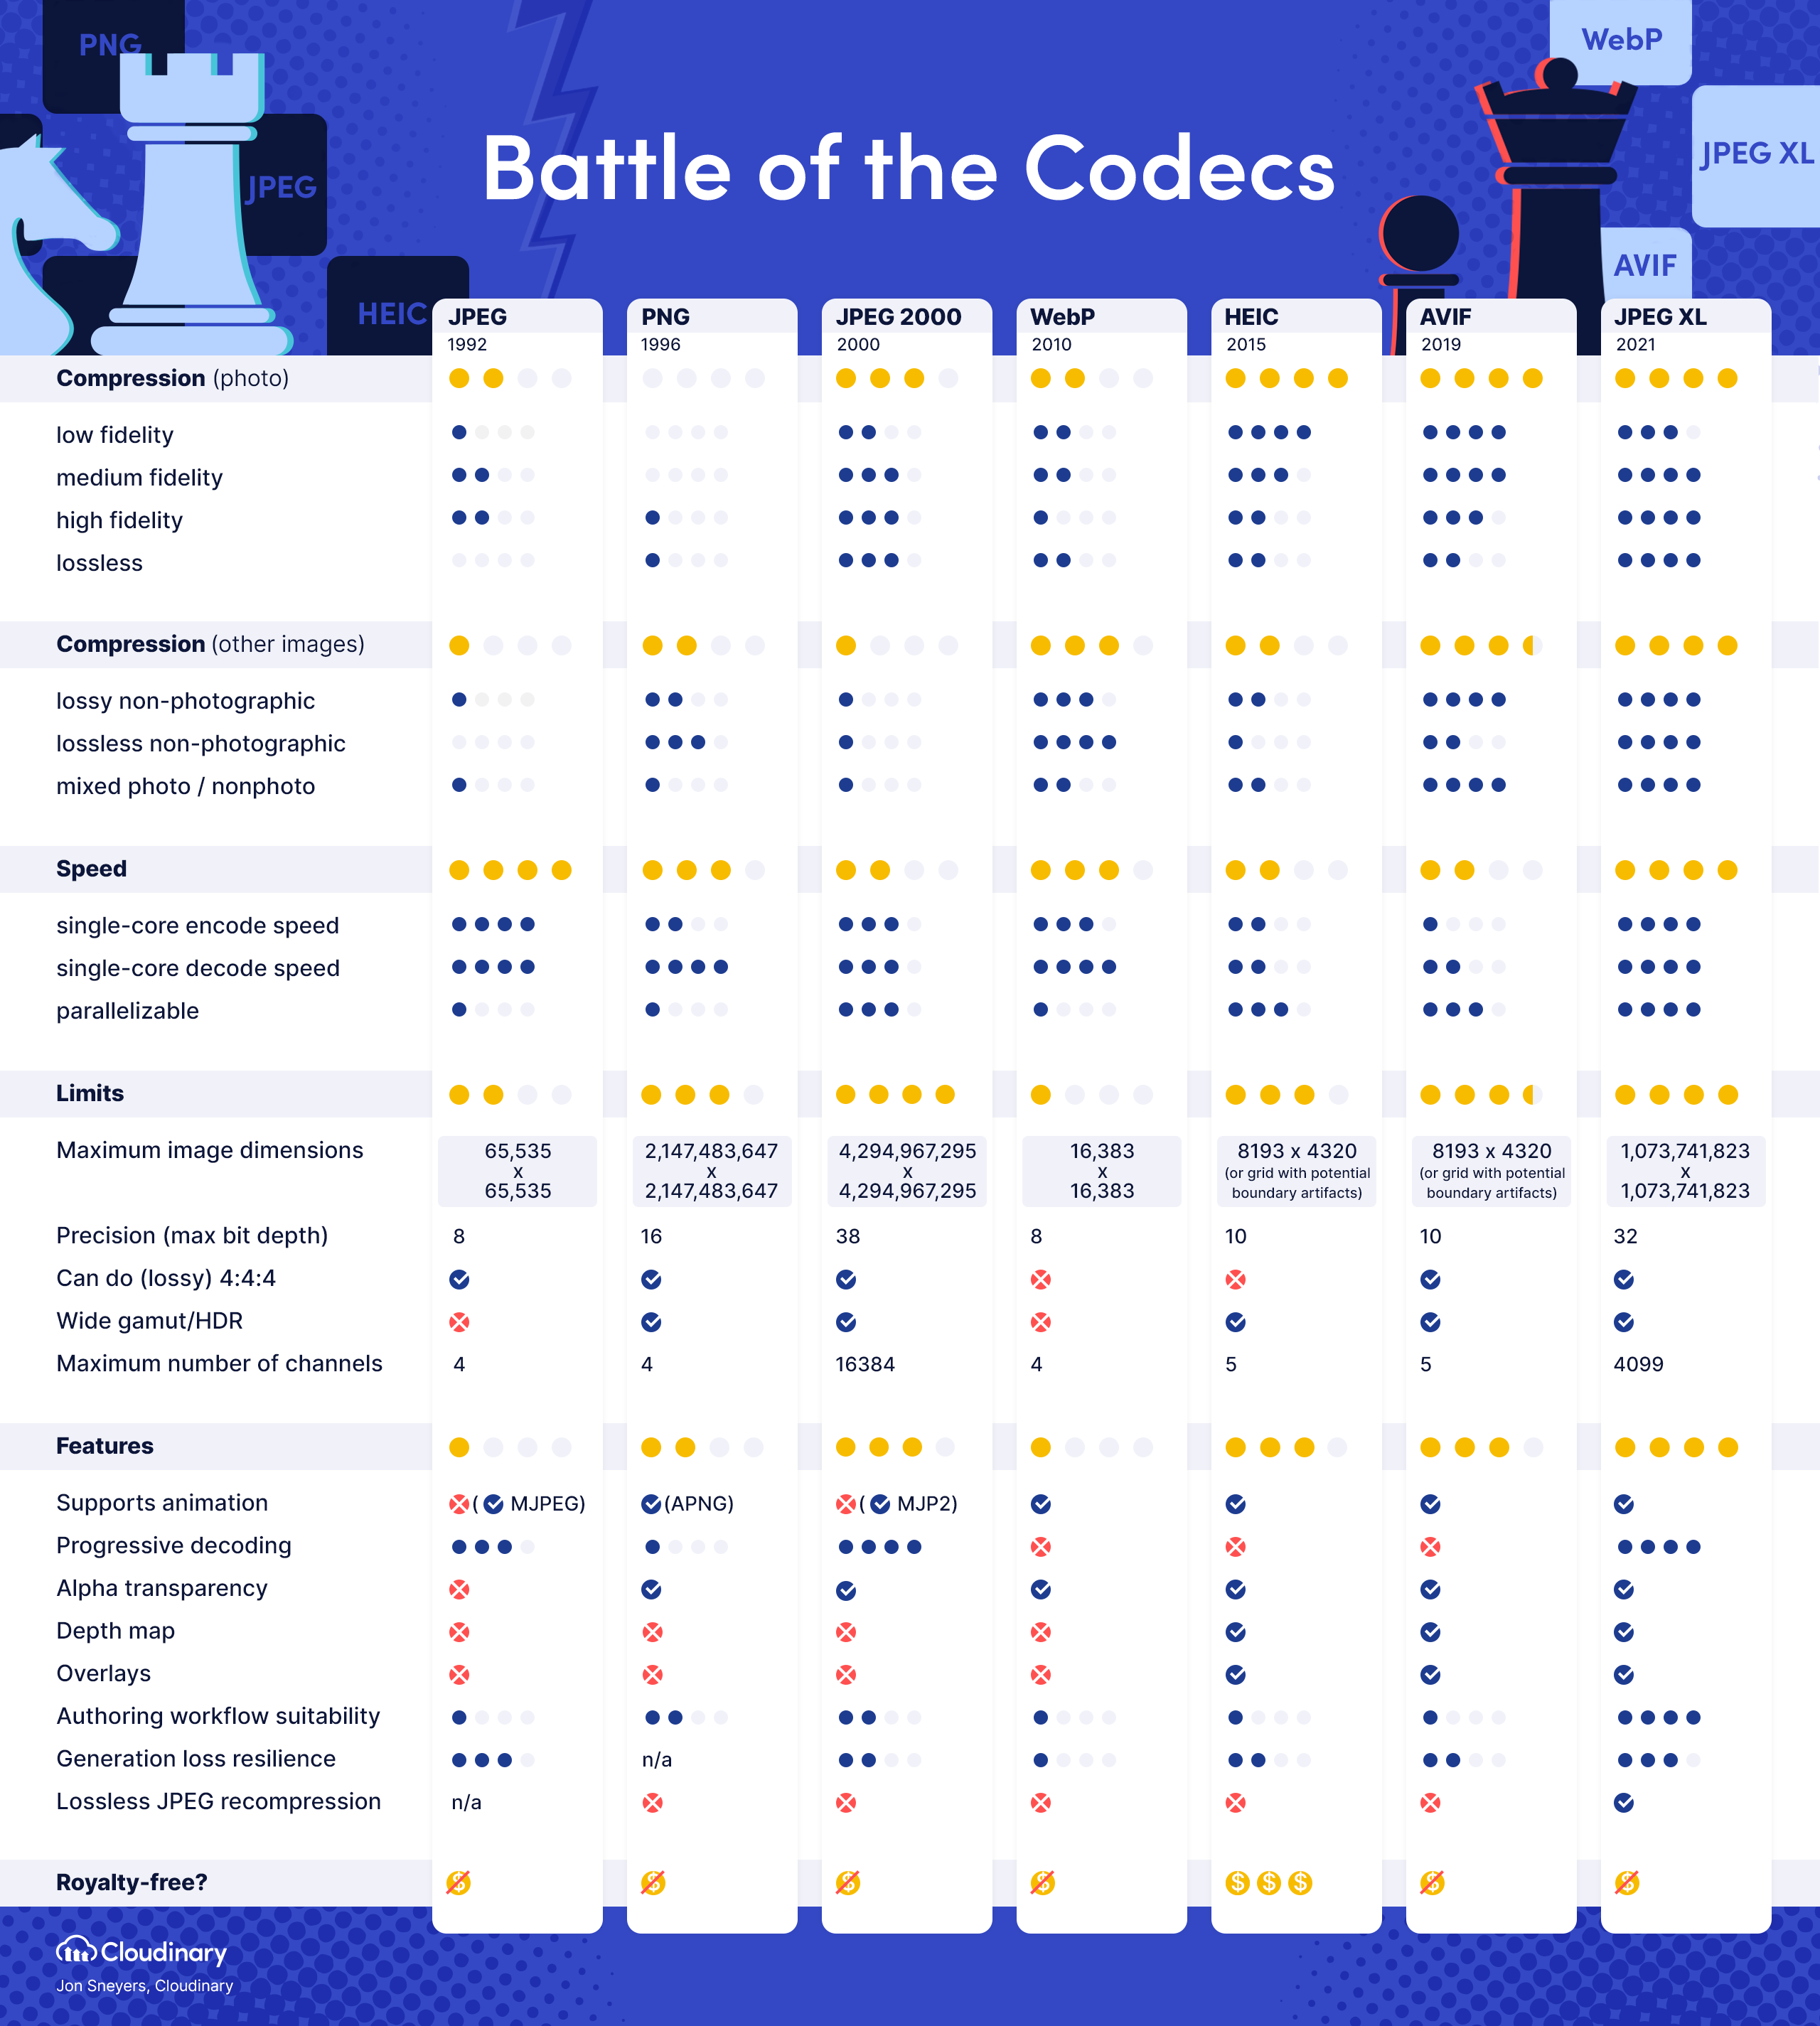 PNG
WebP
JPEG
JPEG XL
AVIF
HEIC
Battle of the Codecs
JPEG PNG JPEG 2000 WebP HEIC AVIF JPEG XL
1992 1996 2000 2010 2015 2019 2021
Compression (photo)
low fidelity
medium fidelity
high fidelity
lossless
Compression (other images)
lossy non-photographic
lossless non-photographic
mixed photo / nonphoto
Speed
single-core encode speed
single-core decode speed
parallelizable
Limits
Maximum image dimensions 65,535 2,147,483,647 4,294,967,295 16,383 8193 x 4320 8193 x 4320 1,073,741,823
x x x x (or grid with potential (or grid with potential x
65,535 2,147,483,647 4,294,967,295 16,383 boundary artifacts) boundary artifacts) 1,073,741,823
Precision (max bit depth) 8 16 38 8 10 10 32
Can do (lossy) 4:4:4
Wide gamut/HDR
Maximum number of channels 4 4 16384 4 5 5 4099
Features
Supports animation ( MJPEG) (APNG) ( MJP2)
Progressive decoding
Alpha transparency
Depth map
Overlays
Authoring workflow suitability
Generation loss resilience n/a
Lossless JPEG recompression n/a
Royalty-free? $ $ $ $ $ $ $ $ $
Cloudinary
Jon Sneyers, Cloudinary